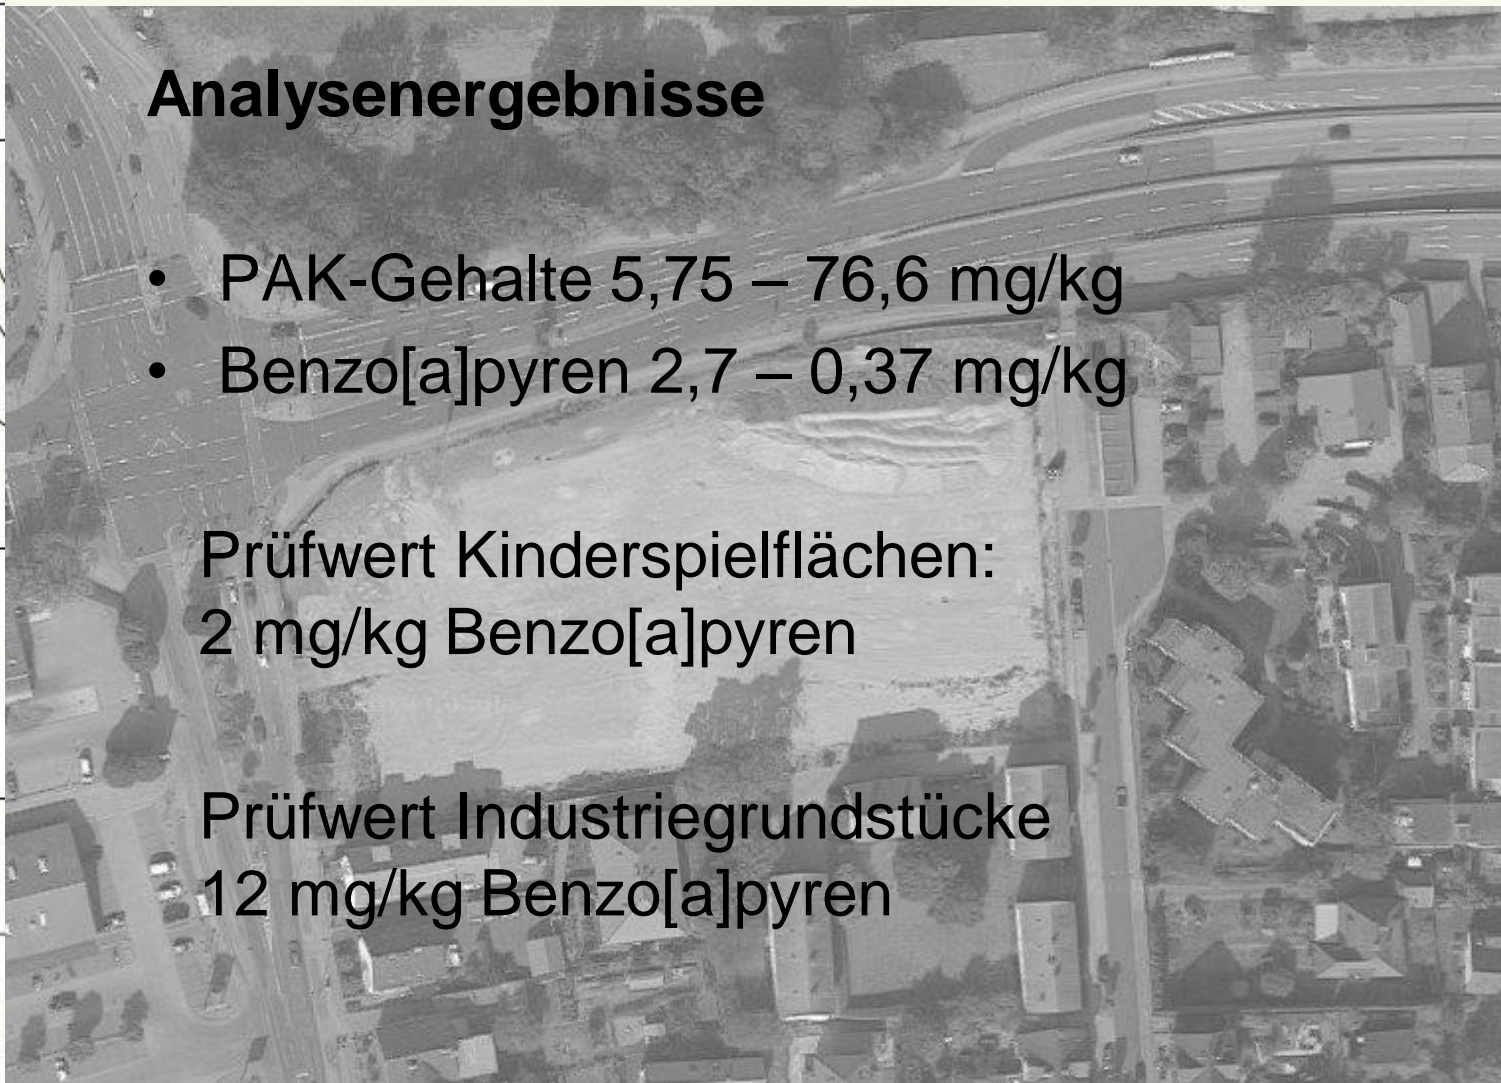 Analysenergebnisse
• PAK-Gehalte 5,75 – 76,6 mg/kg
• Benzo[a]pyren 2,7 – 0,37 mg/kg
Prüfwert Kinderspielflächen:
2 mg/kg Benzo[a]pyren
Prüfwert Industriegrundstücke
12 mg/kg Benzo[a]pyren